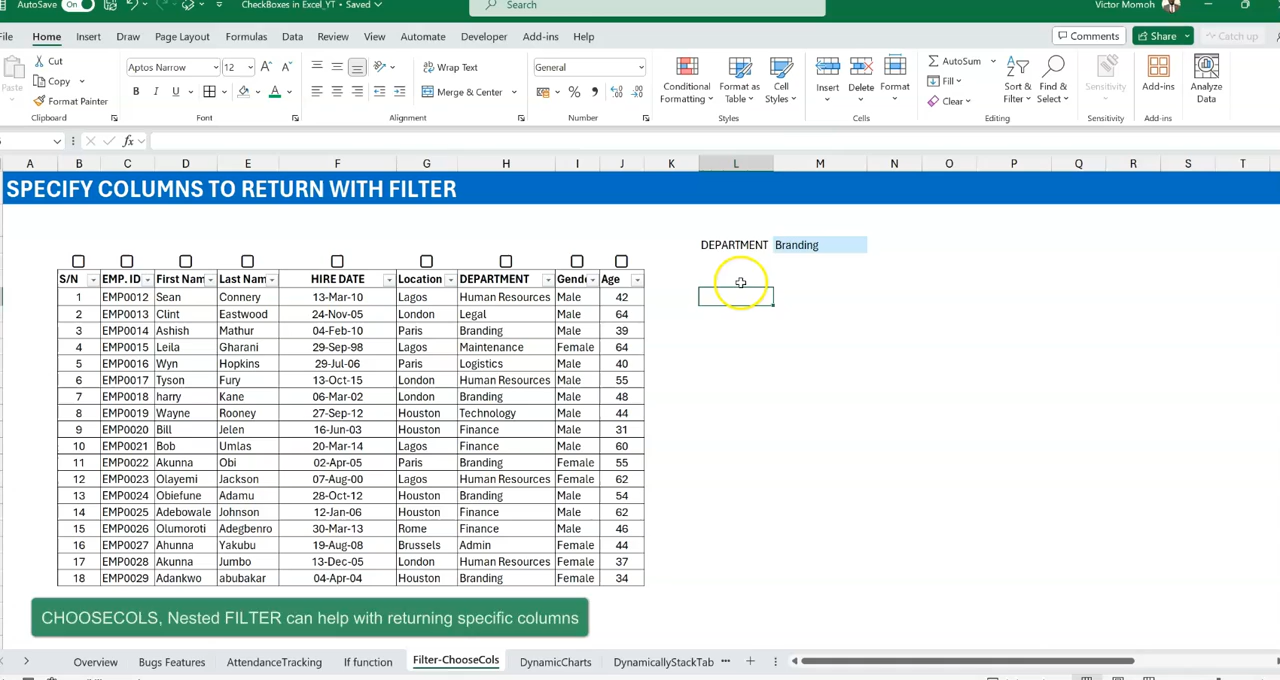 AutoSave On CheckBoxes in Excel_YT • Saved Search Victor Momoh
File Home Insert Draw Page Layout Formulas Data Review View Automate Developer Add-ins Help Comments Share Catch up
Paste Cut Copy Format Painter Clipboard
Aptos Narrow 12 A A B I U A Font
Wrap Text Merge & Center Alignment
General % , Number
Conditional Formatting Format as Table Cell Styles Styles
Insert Delete Format Cells
AutoSum Fill Clear Sort & Filter Find & Select Editing
Sensitivity Sensitivity
Add-ins Add-ins
Analyze Data
fx
A B C D E F G H I J K L M N O P Q R S T
SPECIFY COLUMNS TO RETURN WITH FILTER
DEPARTMENT Branding
S/N EMP. ID First Nam Last Nam HIRE DATE Location DEPARTMENT Gende Age
1 EMP0012 Sean Connery 13-Mar-10 Lagos Human Resources Male 42
2 EMP0013 Clint Eastwood 24-Nov-05 London Legal Male 64
3 EMP0014 Ashish Mathur 04-Feb-10 Paris Branding Male 39
4 EMP0015 Leila Gharani 29-Sep-98 Lagos Maintenance Female 64
5 EMP0016 Wyn Hopkins 29-Jul-06 Paris Logistics Male 40
6 EMP0017 Tyson Fury 13-Oct-15 London Human Resources Male 55
7 EMP0018 harry Kane 06-Mar-02 London Branding Male 48
8 EMP0019 Wayne Rooney 27-Sep-12 Houston Technology Male 44
9 EMP0020 Bill Jelen 16-Jun-03 Houston Finance Male 31
10 EMP0021 Bob Umlas 20-Mar-14 Lagos Finance Male 60
11 EMP0022 Akunna Obi 02-Apr-05 Paris Branding Female 55
12 EMP0023 Olayemi Jackson 07-Aug-00 Lagos Human Resources Female 62
13 EMP0024 Obiefune Adamu 28-Oct-12 Houston Branding Male 54
14 EMP0025 Adebowale Johnson 12-Jan-06 Houston Finance Male 62
15 EMP0026 Olumoroti Adegbenro 30-Mar-13 Rome Finance Male 46
16 EMP0027 Ahunna Yakubu 19-Aug-08 Brussels Admin Female 44
17 EMP0028 Akunna Jumbo 13-Dec-05 London Human Resources Female 37
18 EMP0029 Adankwo abubakar 04-Apr-04 Houston Branding Female 34
CHOOSECOLS, Nested FILTER can help with returning specific columns
Overview Bugs Features AttendanceTracking If function Filter-ChooseCols DynamicCharts DynamicallyStackTab ...